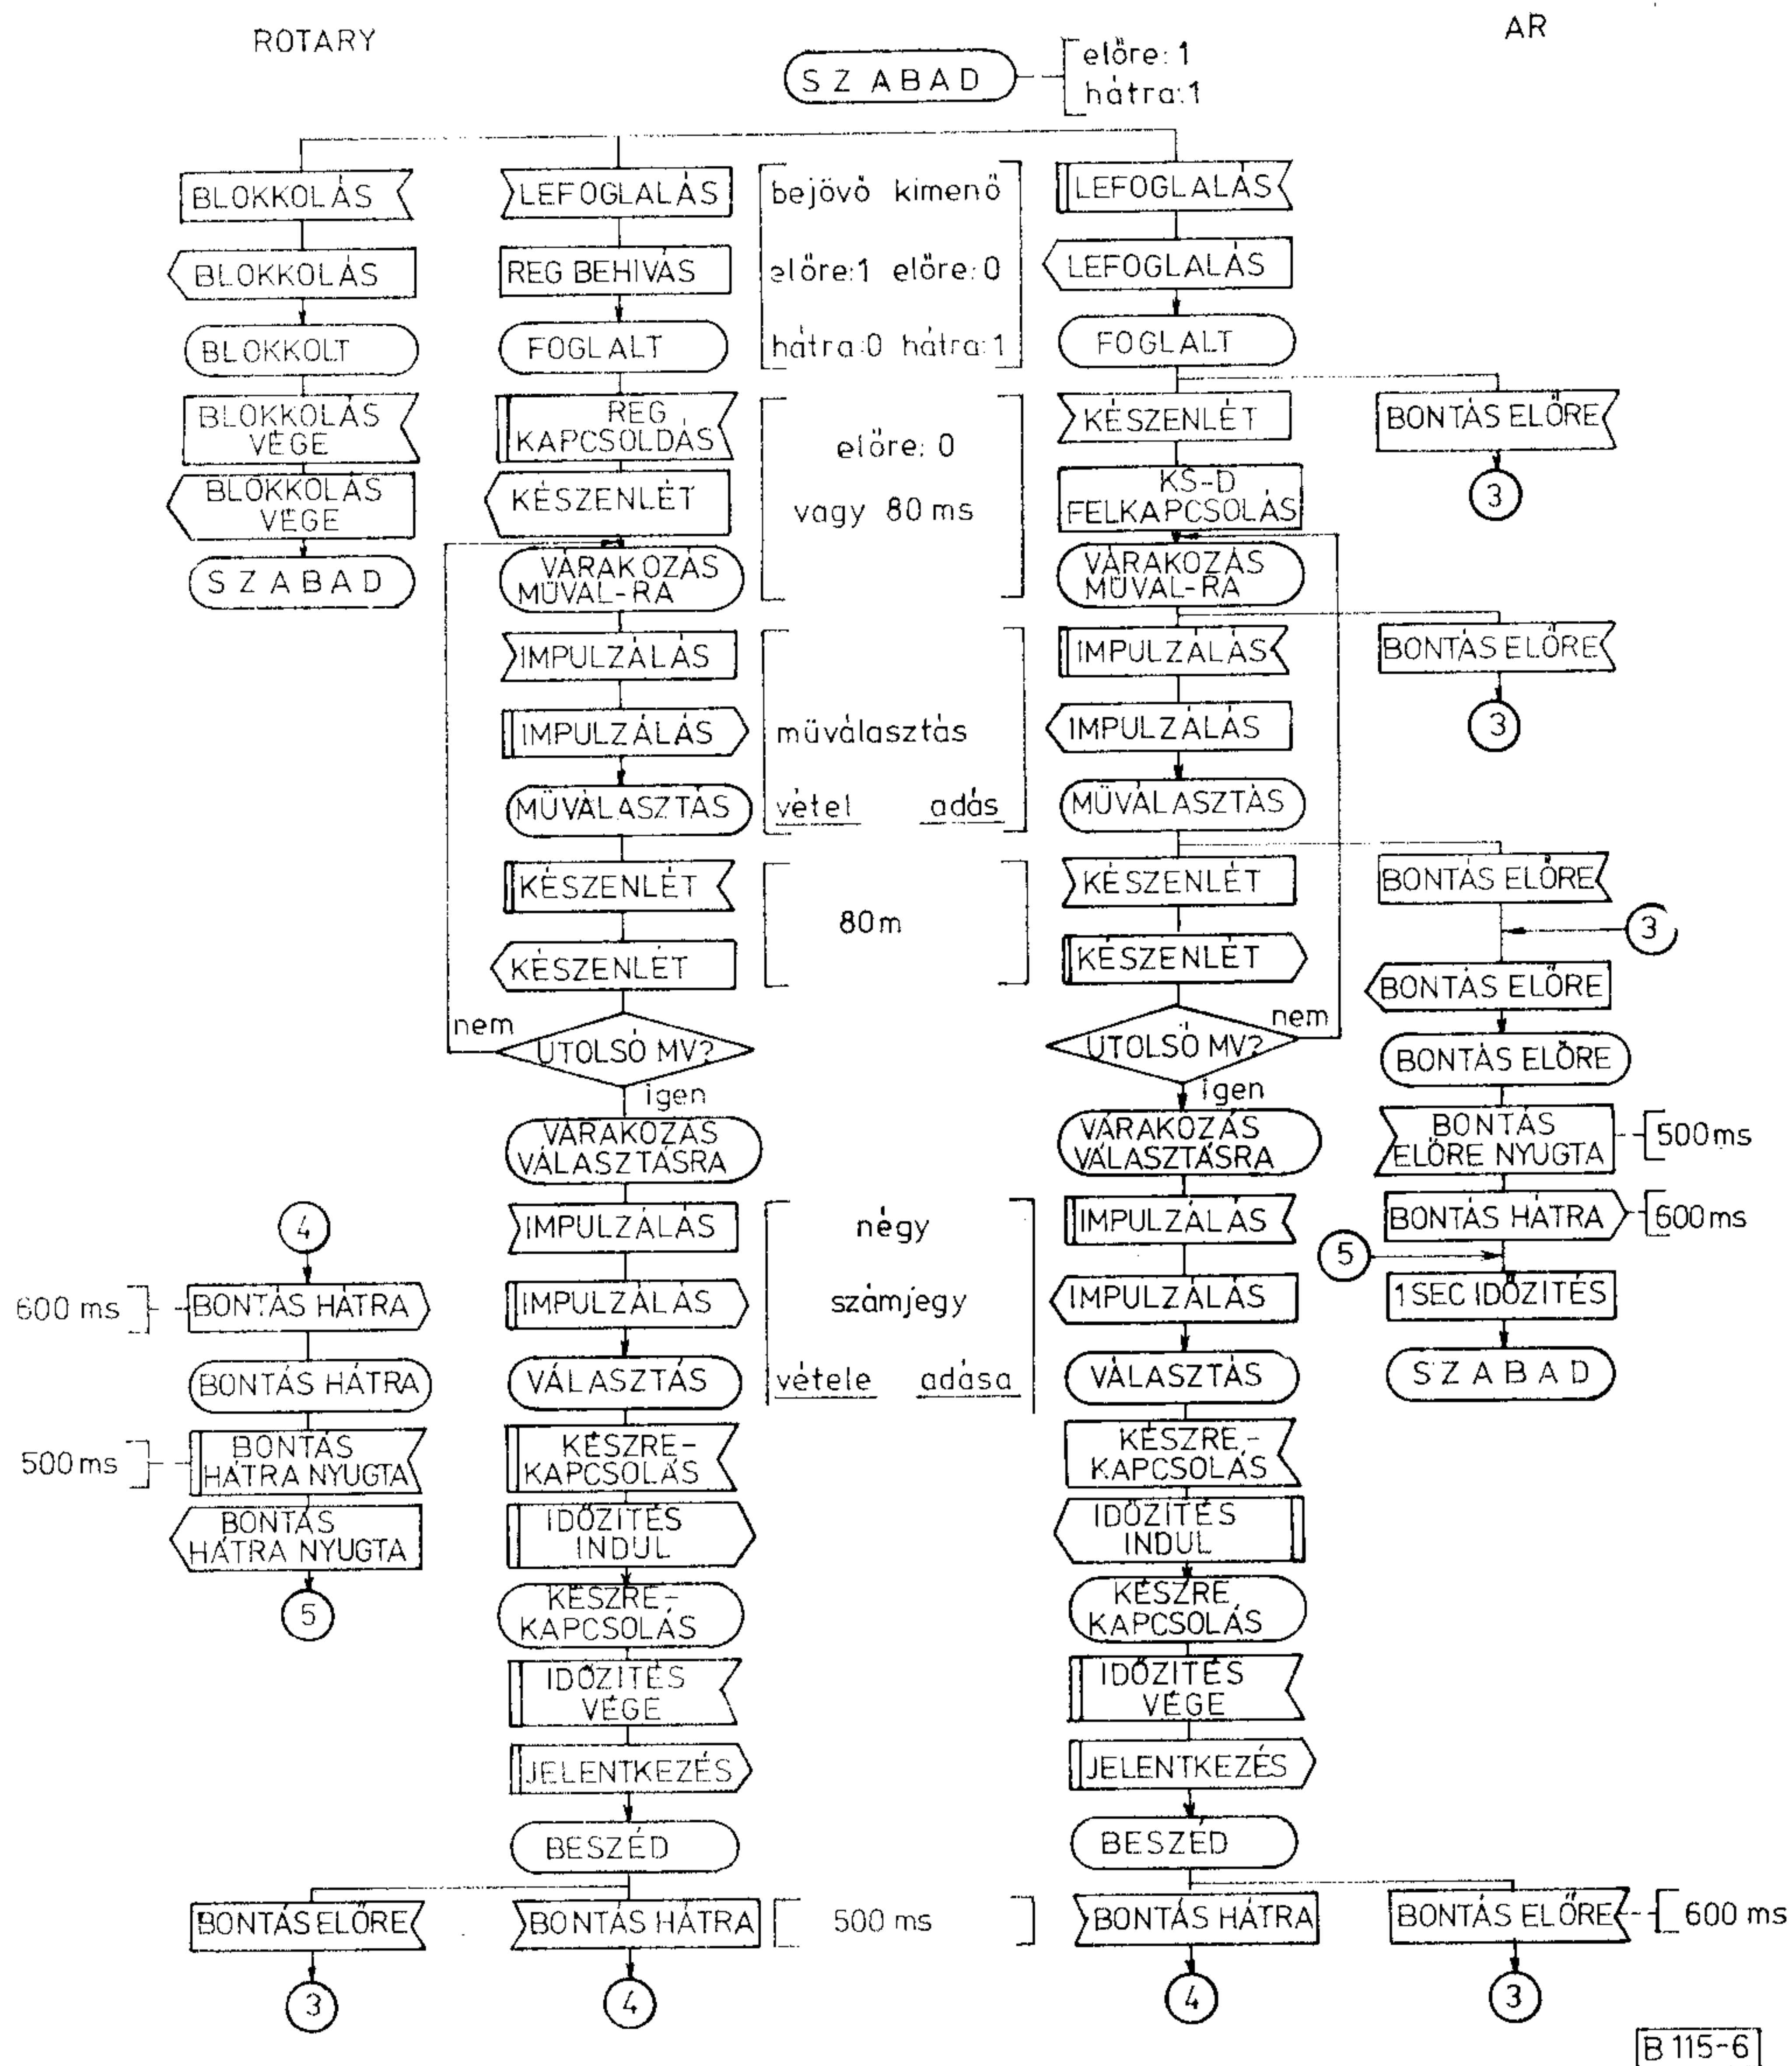 ROTARY
AR
SZABAD
előre: 1
hátra: 1
BLOKKOLÁS
LEFOGLALÁS
bejövő kimenő
LEFOGLALÁS
BLOKKOLÁS
REG BEHIVÁS
előre:1 előre:0
LEFOGLALÁS
BLOKKOLT
FOGLALT
hátra:0 hátra:1
FOGLALT
BLOKKOLÁS
VÉGE
REG
KAPCSOLDÁS
előre: 0
KÉSZENLÉT
BONTÁS ELŐRE
BLOKKOLÁS
VÉGE
KÉSZENLÉT
vagy 80 ms
KS-D
FELKAPCSOLÁS
3
SZABAD
VÁRAKOZÁS
MÜVAL-RA
VÁRAKOZÁS
MÜVAL-RA
IMPULZÁLÁS
IMPULZÁLÁS
BONTÁS ELŐRE
IMPULZÁLÁS
müválasztás
IMPULZÁLÁS
3
MÜVÁLASZTÁS
vétel adás
MÜVÁLASZTÁS
KÉSZENLÉT
80m
KÉSZENLÉT
BONTÁS ELŐRE
3
KÉSZENLÉT
KÉSZENLÉT
BONTÁS ELŐRE
nem
UTOLSÓ MV?
igen
nem
UTOLSÓ MV?
igen
BONTÁS ELŐRE
VÁRAKOZÁS
VÁLASZTÁSRA
VÁRAKOZÁS
VÁLASZTÁSRA
BONTÁS
ELŐRE NYUGTA
500ms
4
IMPULZÁLÁS
négy
IMPULZÁLÁS
BONTÁS HÁTRA
600ms
5
600 ms
BONTÁS HÁTRA
IMPULZÁLÁS
számjegy
IMPULZÁLÁS
1SEC IDŐZITÉS
BONTÁS HÁTRA
VÁLASZTÁS
vétele adása
VÁLASZTÁS
SZABAD
500ms
BONTÁS
HÁTRA NYUGTA
KÉSZRE-
KAPCSOLÁS
KÉSZRE-
KAPCSOLÁS
BONTÁS
HÁTRA NYUGTA
IDŐZITÉS
INDUL
IDŐZITÉS
INDUL
5
KÉSZRE-
KAPCSOLÁS
KÉSZRE
KAPCSOLÁS
IDŐZITÉS
VÉGE
IDŐZITÉS
VÉGE
JELENTKEZÉS
JELENTKEZÉS
BESZÉD
BESZÉD
BONTÁS ELŐRE
BONTÁS HÁTRA
500 ms
BONTÁS HÁTRA
BONTÁS ELŐRE
600 ms
3
4
4
3
B 115-6